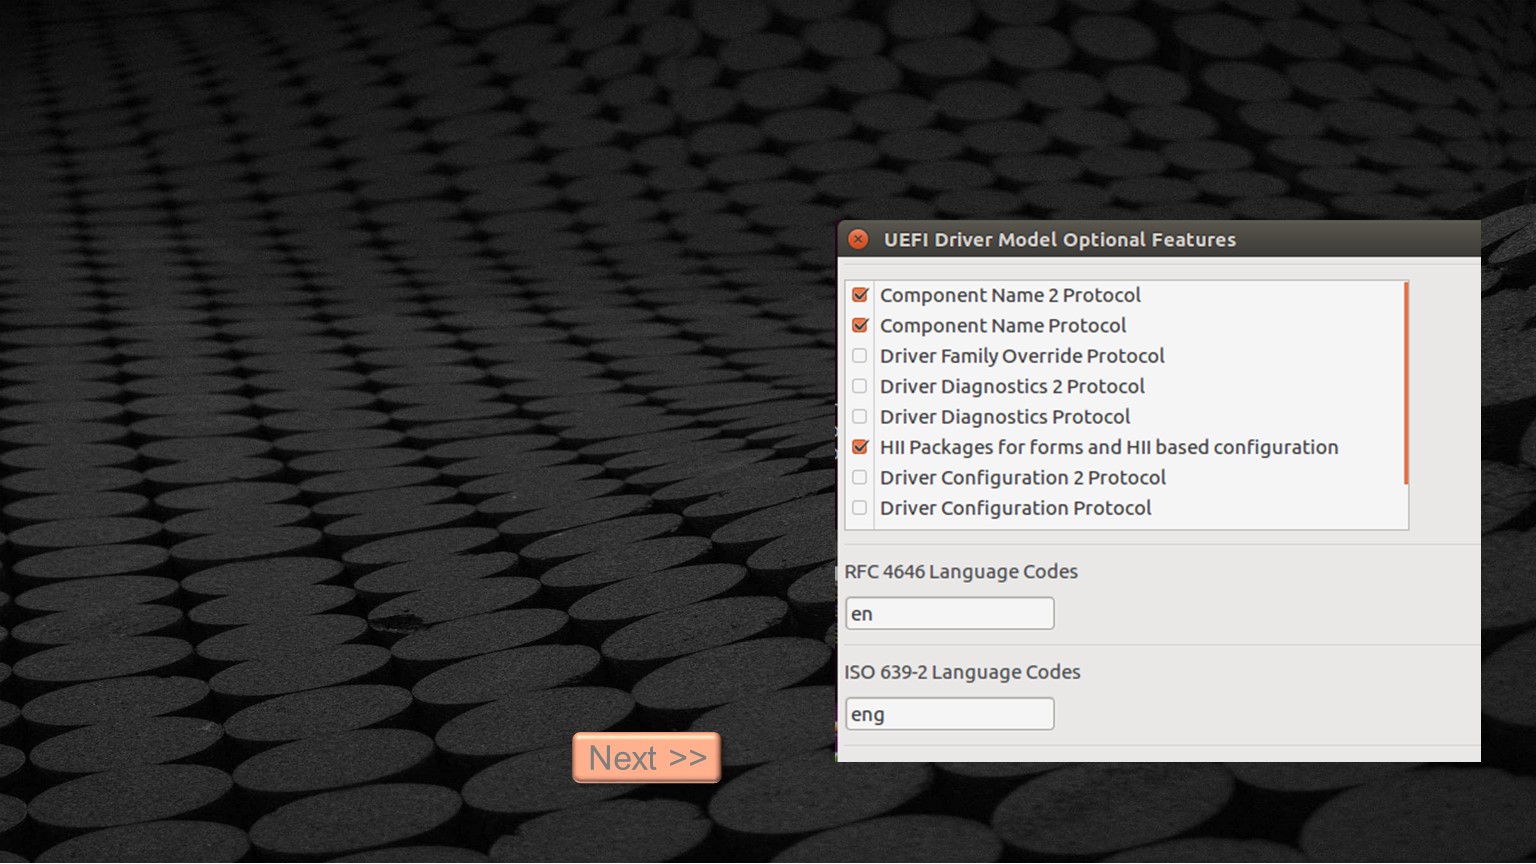 UEFI Driver Model Optional Features
Component Name 2 Protocol
Component Name Protocol
Driver Family Override Protocol
Driver Diagnostics 2 Protocol
Driver Diagnostics Protocol
HII Packages for forms and HII based configuration
Driver Configuration 2 Protocol
Driver Configuration Protocol
RFC 4646 Language Codes
en
ISO 639-2 Language Codes
eng
Next >>